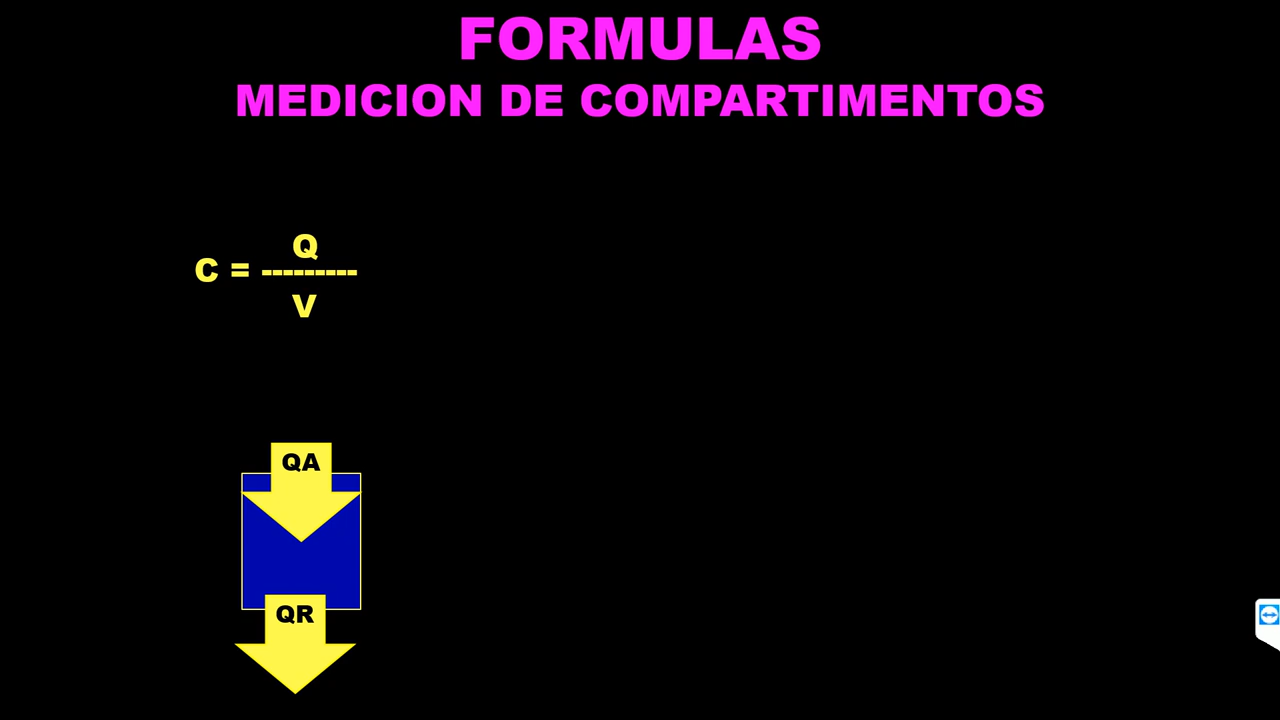 FORMULAS
MEDICION DE COMPARTIMENTOS
Q
C = ---------
V
QA
QR